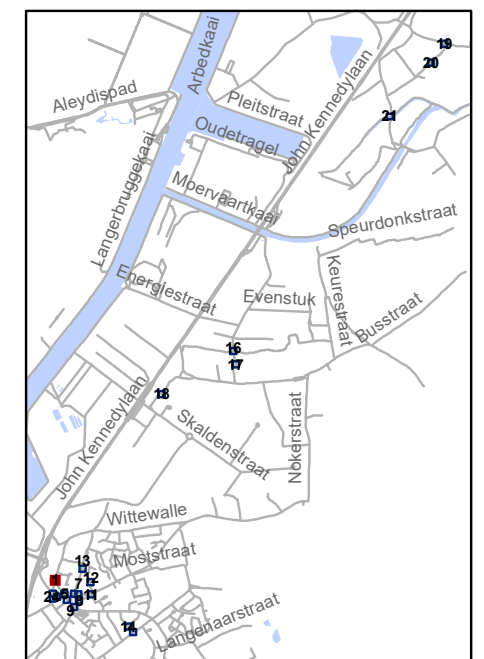 19
20
Arbedkaai
Aleydispad
Pleitstraat
21
John Kennedylaan
Oudetragel
Langerbruggekaai
Moervaartkaai
Speurdonkstraat
Energiestraat
Evenstuk
Keurestraat
Busstraat
16
17
18
John Kennedylaan
Skaldenstraat
Nokerstraat
Wittewalle
Moststraat
13
1
7
12
11
9
14
Langenaarstraat